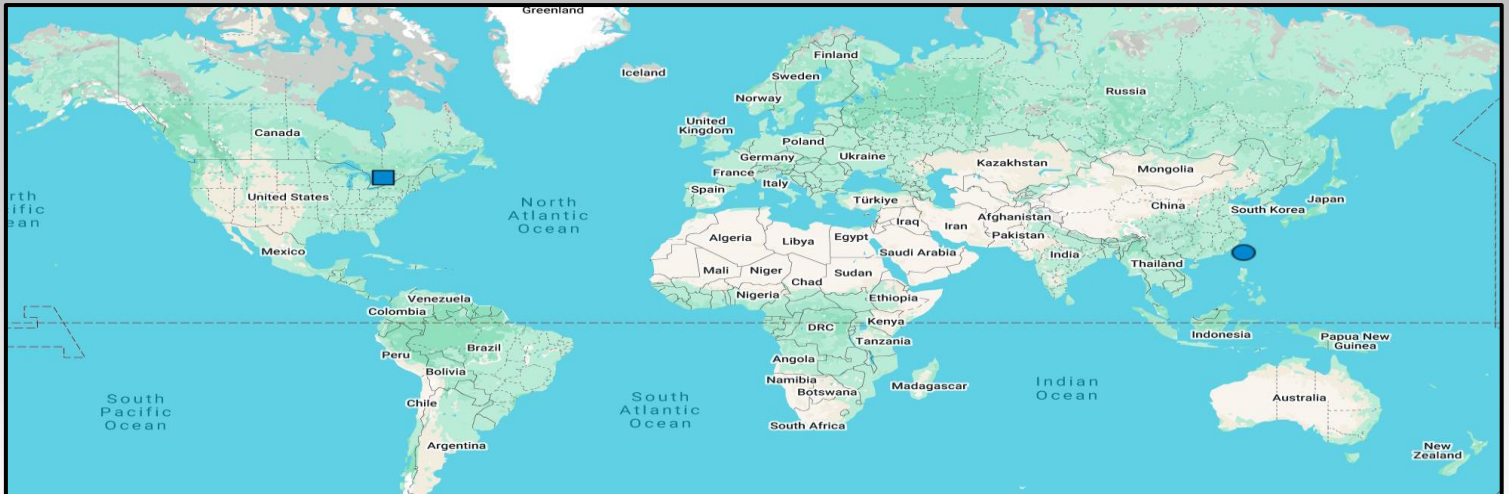 Greenland
Iceland
Finland
Sweden
Norway
Russia
United
Kingdom
Canada
Poland
Germany
Ukraine
France
Kazakhstan
Mongolia
Italy
Spain
Türkiye
United States
North
Atlantic
Ocean
rth
ific
ean
China
Japan
South Korea
Afghanistan
Iraq
Iran
Pakistan
Algeria
Libya
Egypt
Saudi Arabia
Mexico
India
Thailand
Mali
Niger
Chad
Sudan
Nigeria
Ethiopia
Venezuela
Colombia
DRC
Kenya
Tanzania
Indonesia
Papua New
Guinea
Peru
Brazil
Bolivia
Angola
Namibia
Botswana
Madagascar
Indian
Ocean
South
Pacific
Ocean
Chile
South
Atlantic
Ocean
Australia
South Africa
Argentina
New
Zealand